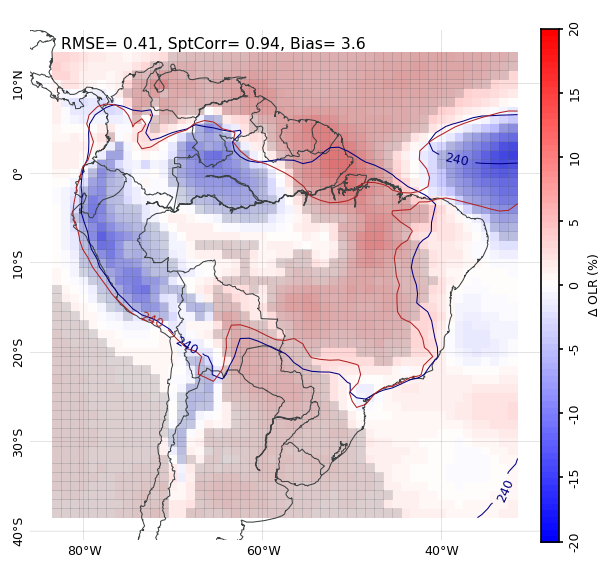 RMSE= 0.41, SptCorr= 0.94, Bias= 3.6
10°N
0°
10°S
20°S
30°S
40°S
80°W
60°W
40°W
240
240
240
240
20
15
10
5
0
-5
-10
-15
-20
Δ OLR (%)